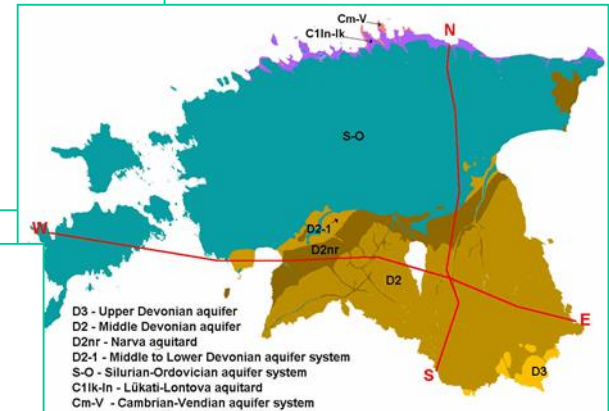 Cm-V
C1ln-lk
N
S-O
W
D2-1
D2nr
D2
E
S
D3
D3 - Upper Devonian aquifer
D2 - Middle Devonian aquifer
D2nr - Narva aquitard
D2-1 - Middle to Lower Devonian aquifer system
S-O - Silurian-Ordovician aquifer system
C1lk-ln - Lükati-Lontova aquitard
Cm-V - Cambrian-Vendian aquifer system